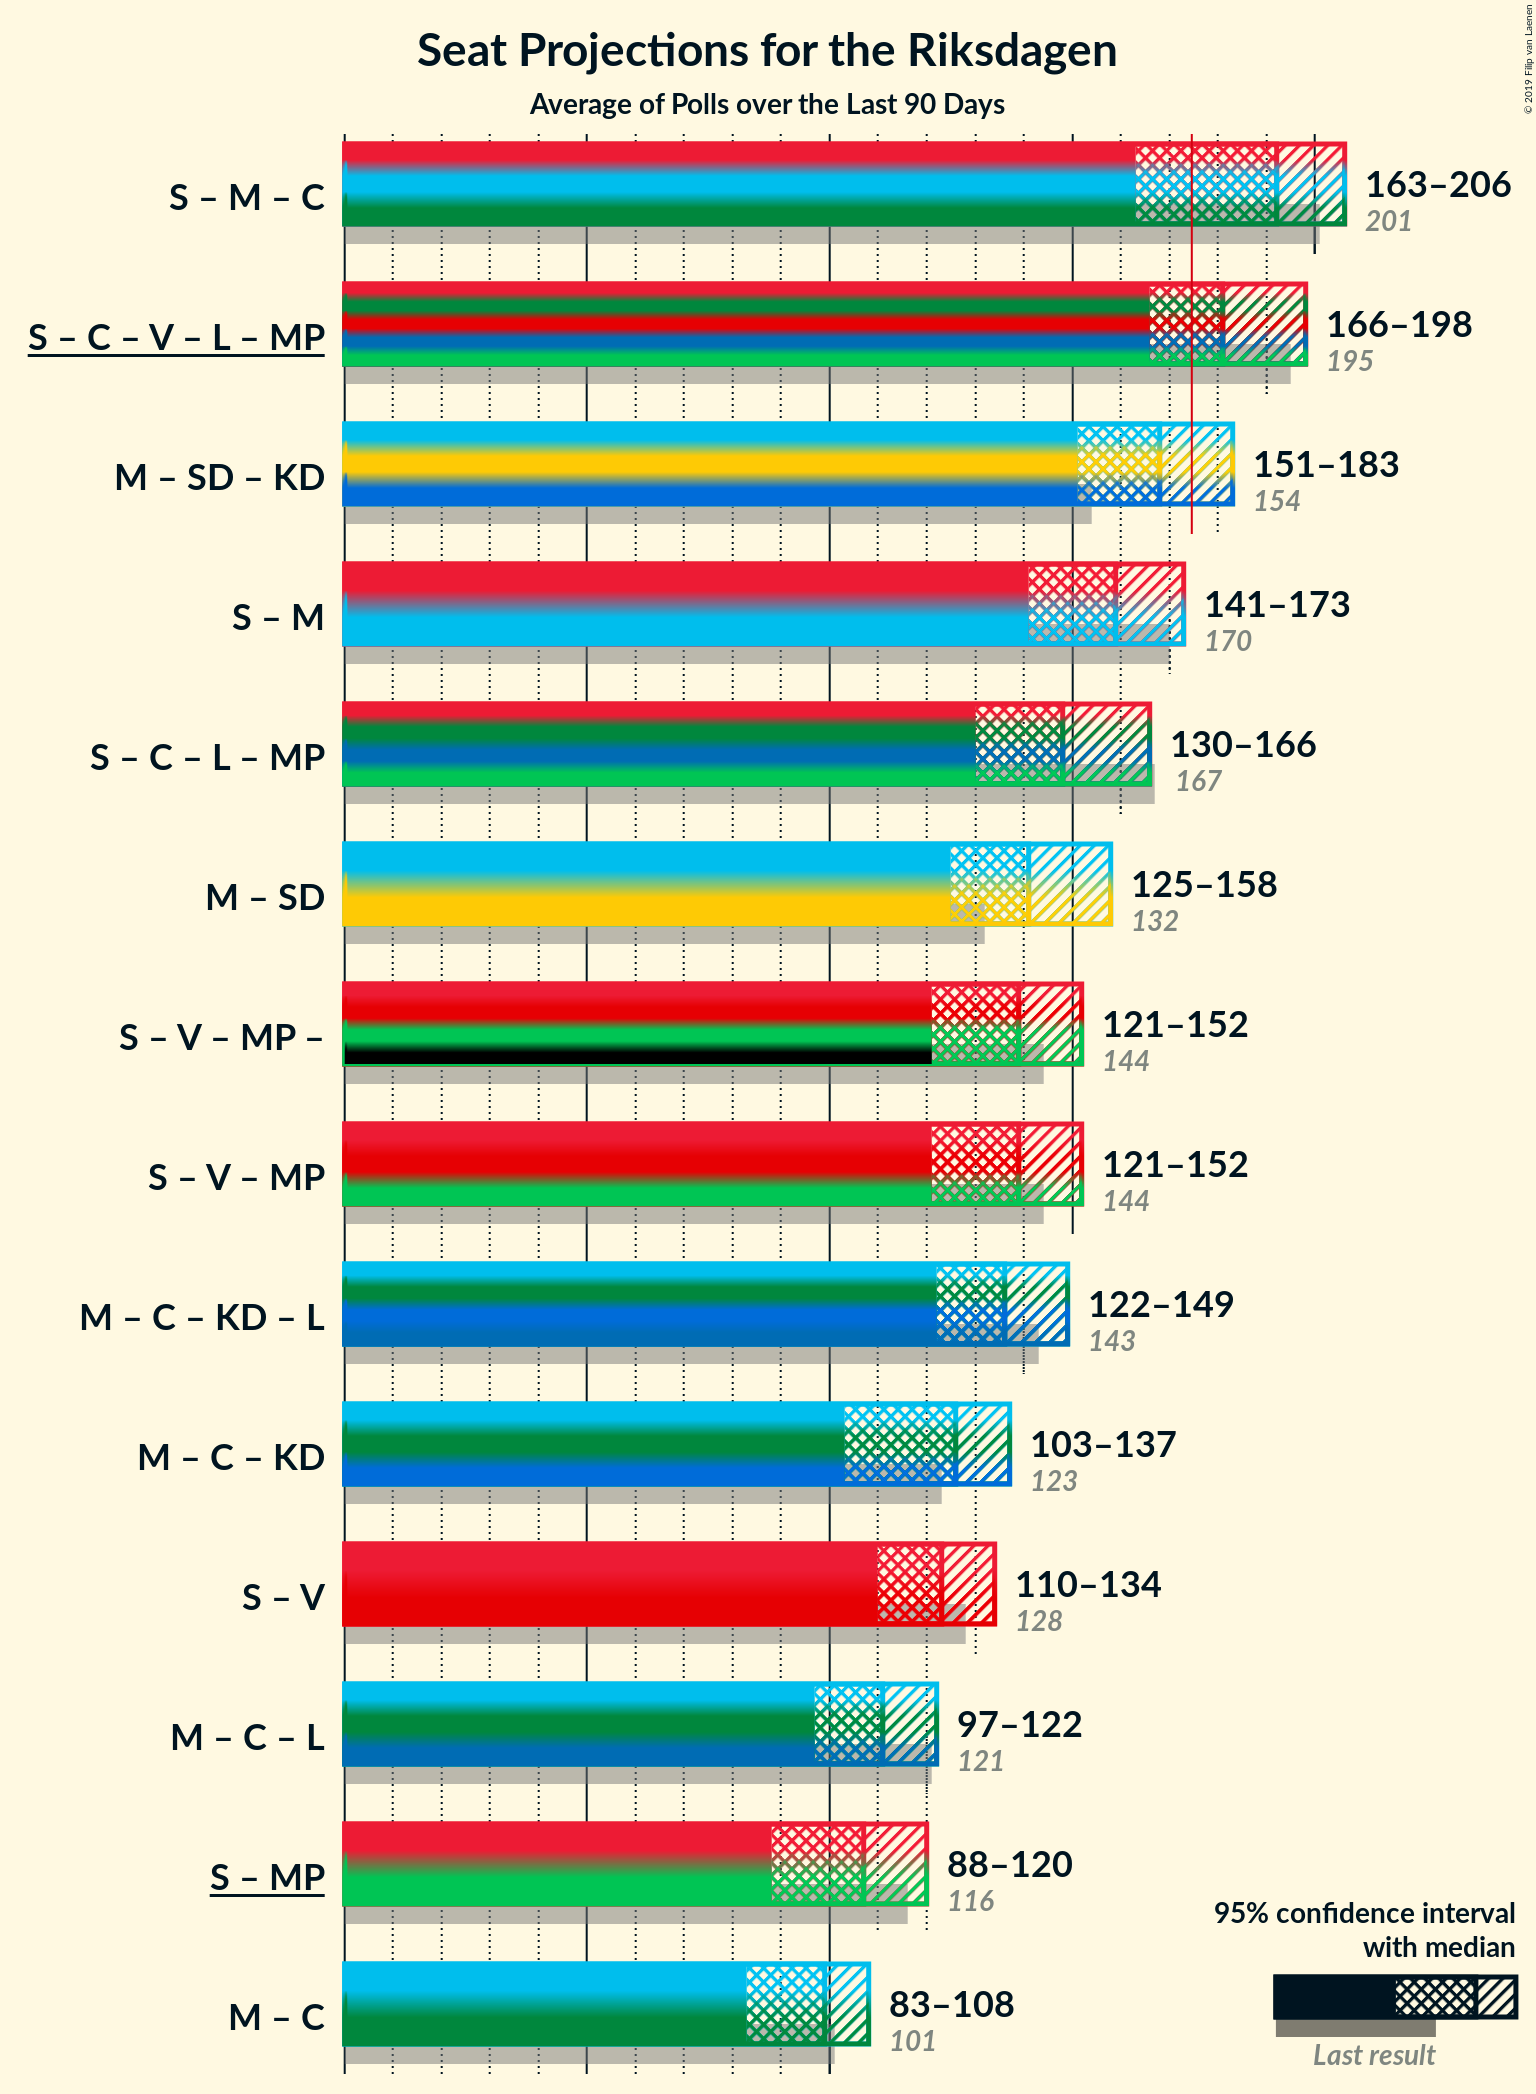 Seat Projections for the Riksdagen
Average of Polls over the Last 90 Days
© 2019 Filip van Laenen
S – M – C
163–206
201
S – C – V – L – MP
166–198
195
M – SD – KD
151–183
154
S – M
141–173
170
S – C – L – MP
130–166
167
M – SD
125–158
132
S – V – MP –
121–152
144
S – V – MP
121–152
144
M – C – KD – L
122–149
143
M – C – KD
103–137
123
S – V
110–134
128
M – C – L
97–122
121
S – MP
88–120
116
M – C
83–108
101
95% confidence interval
with median
Last result